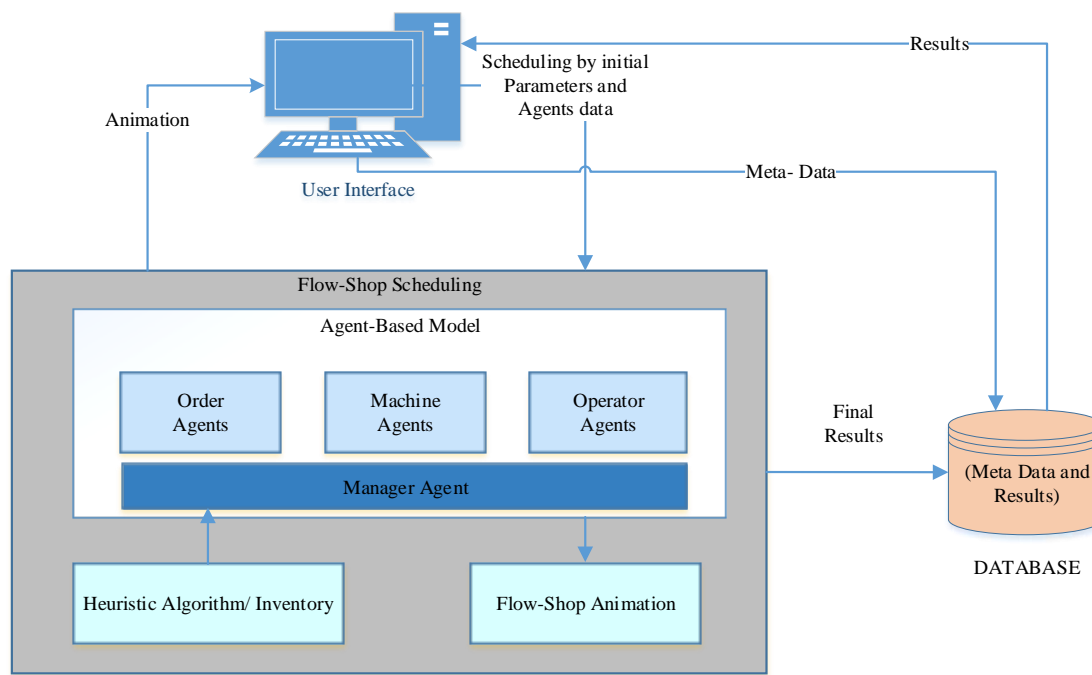 Results
Scheduling by initial
Parameters and
Agents data
Animation
User Interface
Meta- Data
Flow-Shop Scheduling
Agent-Based Model
Order
Agents
Machine
Agents
Operator
Agents
Manager Agent
Final
Results
(Meta Data and
Results)
DATABASE
Heuristic Algorithm/ Inventory
Flow-Shop Animation